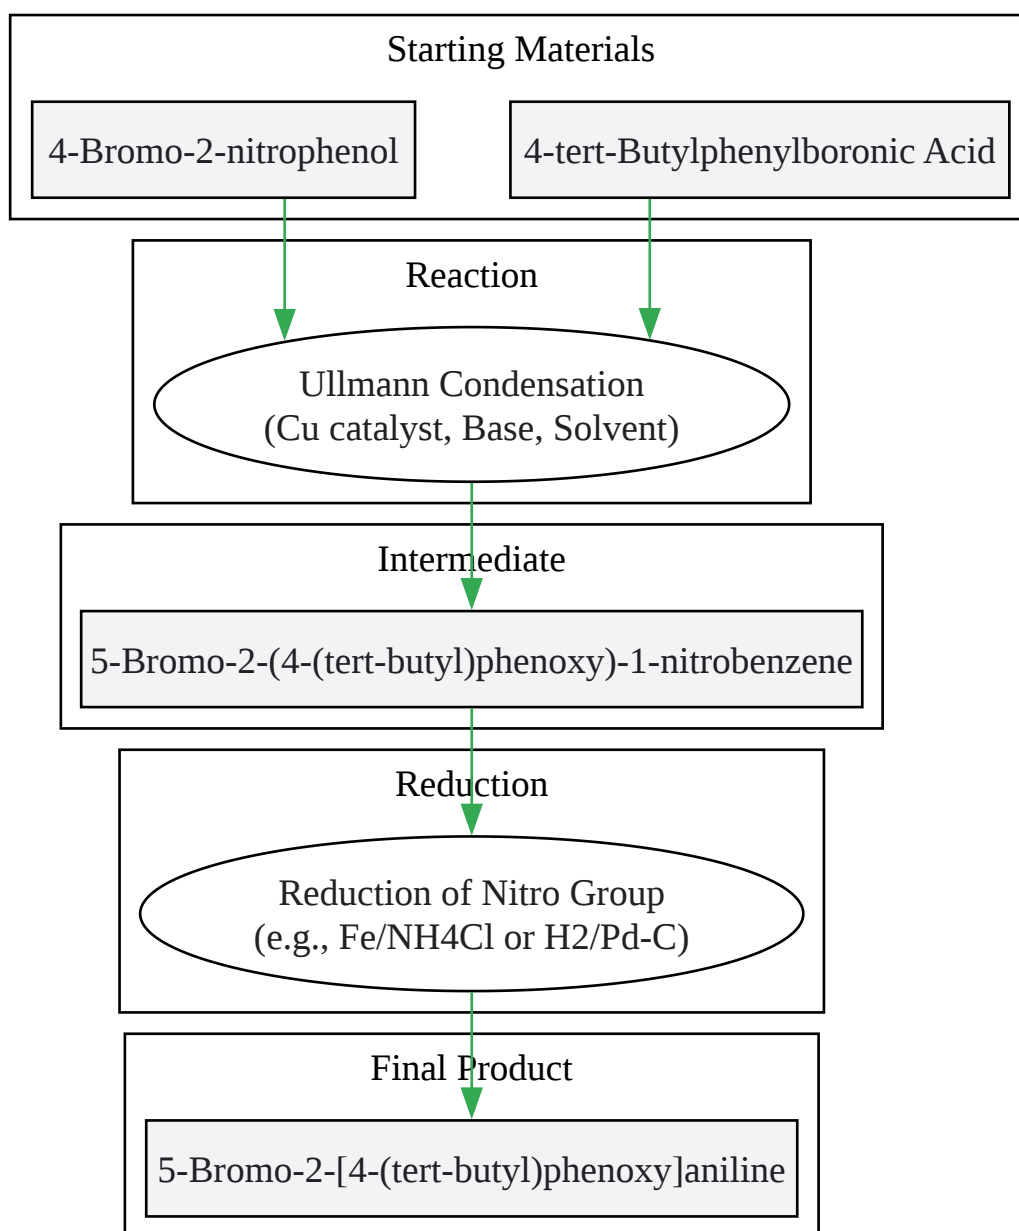 Starting Materials
4-Bromo-2-nitrophenol
4-tert-Butylphenylboronic Acid
Reaction
Ullmann Condensation
(Cu catalyst, Base, Solvent)
Intermediate
5-Bromo-2-(4-(tert-butyl)phenoxy)-1-nitrobenzene
Reduction
Reduction of Nitro Group
(e.g., Fe/NH4Cl or H2/Pd-C)
Final Product
5-Bromo-2-[4-(tert-butyl)phenoxy]aniline